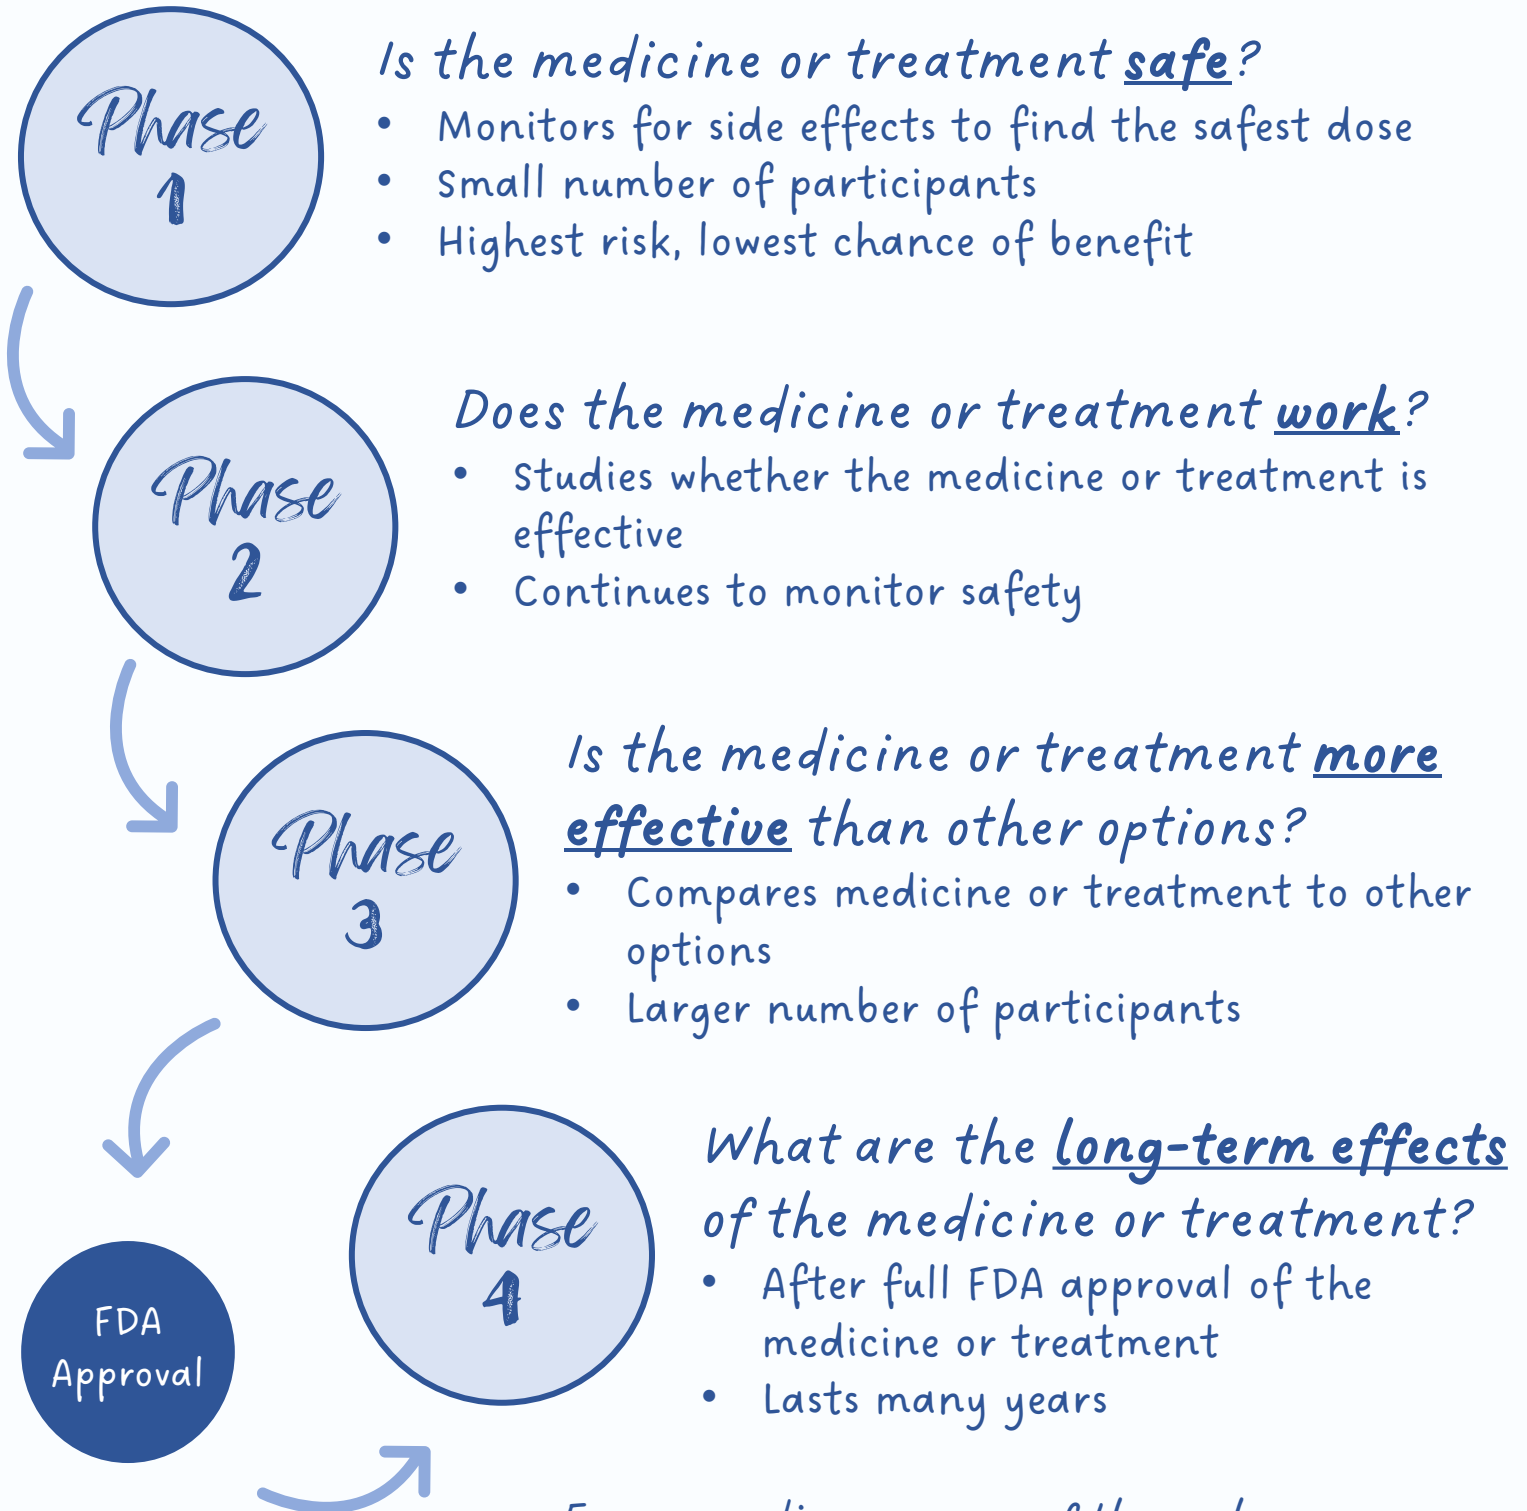 Phase
1
Is the medicine or treatment safe?
• Monitors for side effects to find the safest dose
• Small number of participants
• Highest risk, lowest chance of benefit
Phase
2
Does the medicine or treatment work?
• Studies whether the medicine or treatment is
effective
• Continues to monitor safety
Phase
3
Is the medicine or treatment more
effective than other options?
• Compares medicine or treatment to other
options
• Larger number of participants
FDA
Approval
Phase
4
What are the long-term effects
of the medicine or treatment?
• After full FDA approval of the
medicine or treatment
• Lasts many years